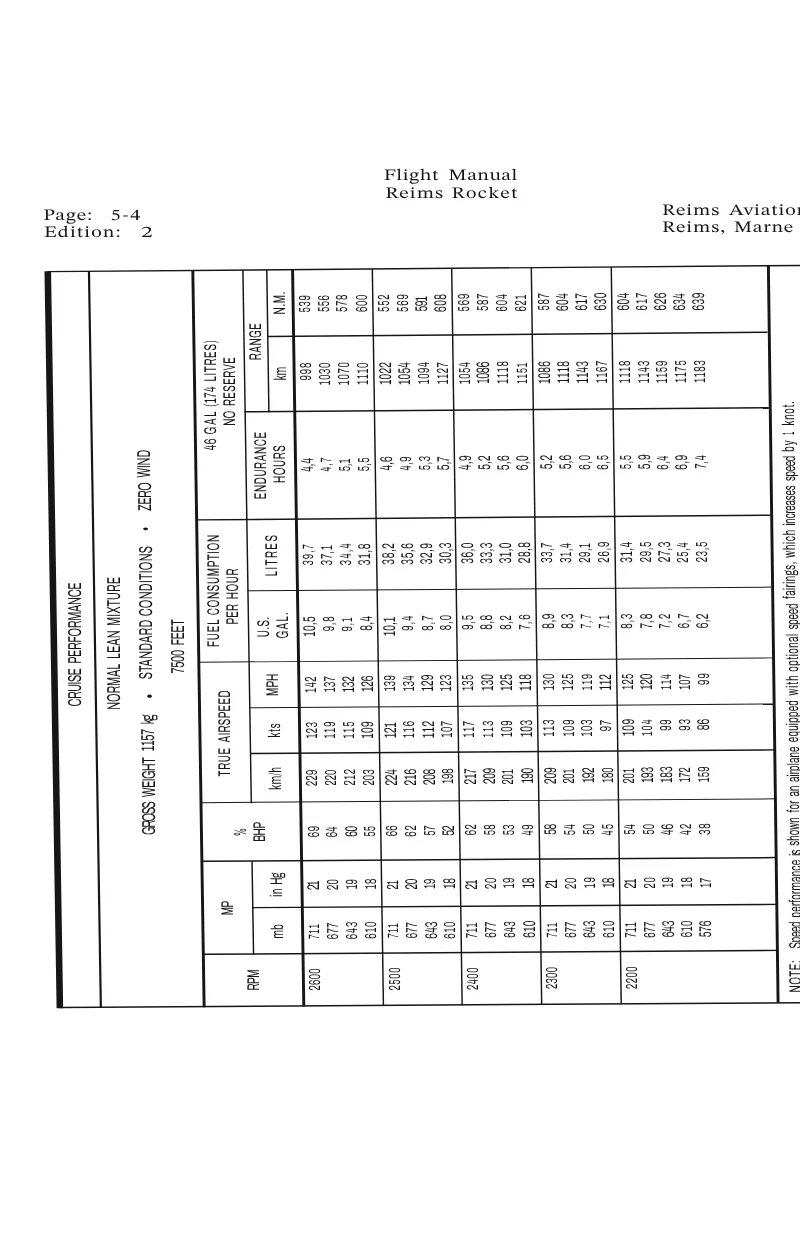 Flight Manual
Reims Rocket
Page: 5-4
Edition: 2
Reims Aviation
Reims, Marne
CRUISE PERFORMANCE
NORMAL LEAN MIXTURE
GROSS WEIGHT 1157 kg • STANDARD CONDITIONS • ZERO WIND
7500 FEET
RPM MP % BHP TRUE AIRSPEED FUEL CONSUMPTION PER HOUR 46 GAL (174 LITRES) NO RESERVE
mb in Hg km/h kts MPH U.S. GAL. LITRES ENDURANCE HOURS RANGE
km N.M.
2600 711 21 69 229 123 142 10,5 39,7 4,4 998 539
677 20 64 220 119 137 9,8 37,1 4,7 1030 556
643 19 60 212 115 132 9,1 34,4 5,1 1070 578
610 18 55 203 109 126 8,4 31,8 5,5 1110 600
2500 711 21 66 224 121 139 10,1 38,2 4,6 1022 552
677 20 62 216 116 134 9,4 35,6 4,9 1054 569
643 19 57 208 112 129 8,7 32,9 5,3 1094 591
610 18 52 198 107 123 8,0 30,3 5,7 1127 608
2400 711 21 62 217 117 135 9,5 36,0 4,9 1054 569
677 20 58 209 113 130 8,8 33,3 5,2 1086 587
643 19 53 201 109 125 8,2 31,0 5,6 1118 604
610 18 49 190 103 118 7,6 28,8 6,0 1151 621
2300 711 21 58 209 113 130 8,9 33,7 5,2 1086 587
677 20 54 201 109 125 8,3 31,4 5,6 1118 604
643 19 50 192 103 119 7,7 29,1 6,0 1143 617
610 18 45 180 97 112 7,1 26,9 6,5 1167 630
2200 711 21 54 201 109 125 8,3 31,4 5,5 1118 604
677 20 50 193 104 120 7,8 29,5 5,9 1143 617
643 19 46 183 99 114 7,2 27,3 6,4 1159 626
610 18 42 172 93 107 6,7 25,4 6,9 1175 634
576 17 38 159 86 99 6,2 23,5 7,4 1183 639
NOTE: Speed performance is shown for an airplane equipped with optional speed fairings, which increases speed by 1 knot.